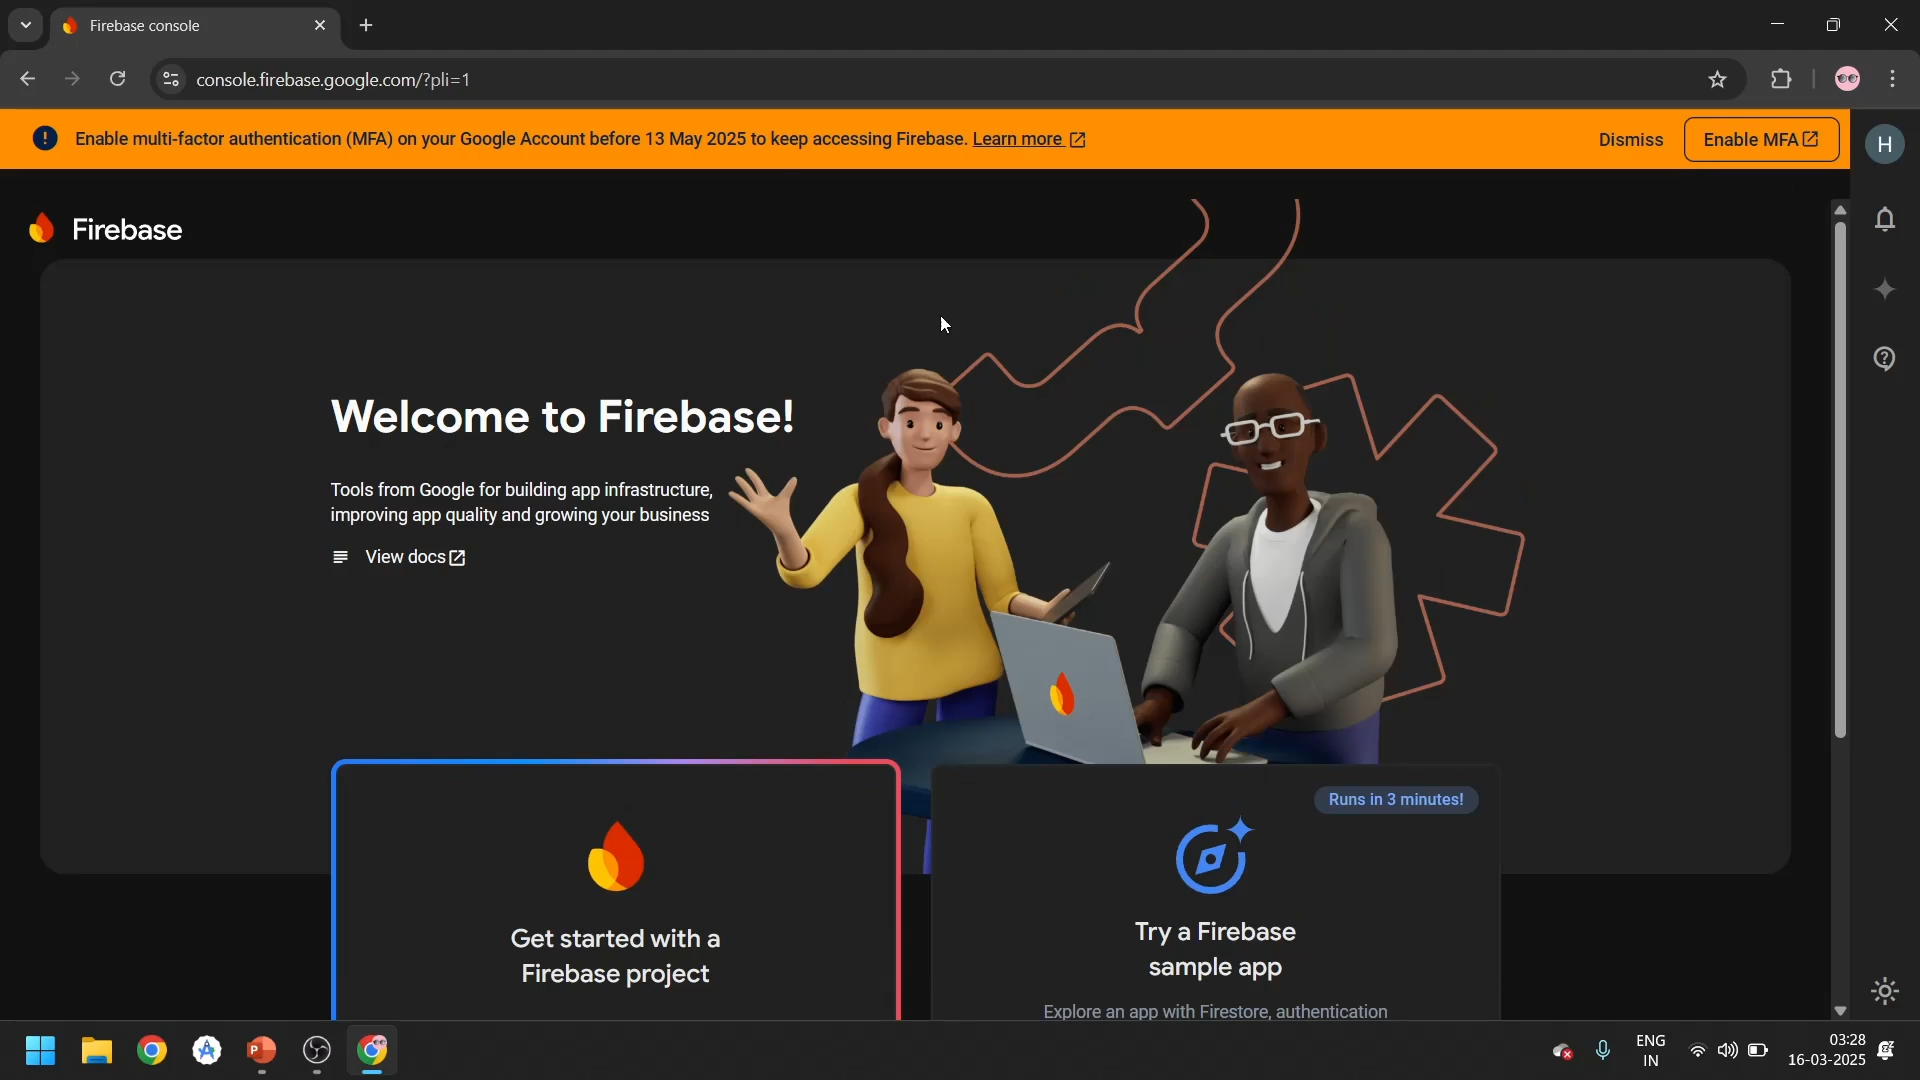 Firebase console
console.firebase.google.com/?pli=1
Enable multi-factor authentication (MFA) on your Google Account before 13 May 2025 to keep accessing Firebase. Learn more
Dismiss
Enable MFA
H
Firebase
Welcome to Firebase!
Tools from Google for building app infrastructure,
improving app quality and growing your business
View docs
Runs in 3 minutes!
Get started with a
Firebase project
Try a Firebase
sample app
Explore an app with Firestore, authentication
ENG
IN
03:28
16-03-2025